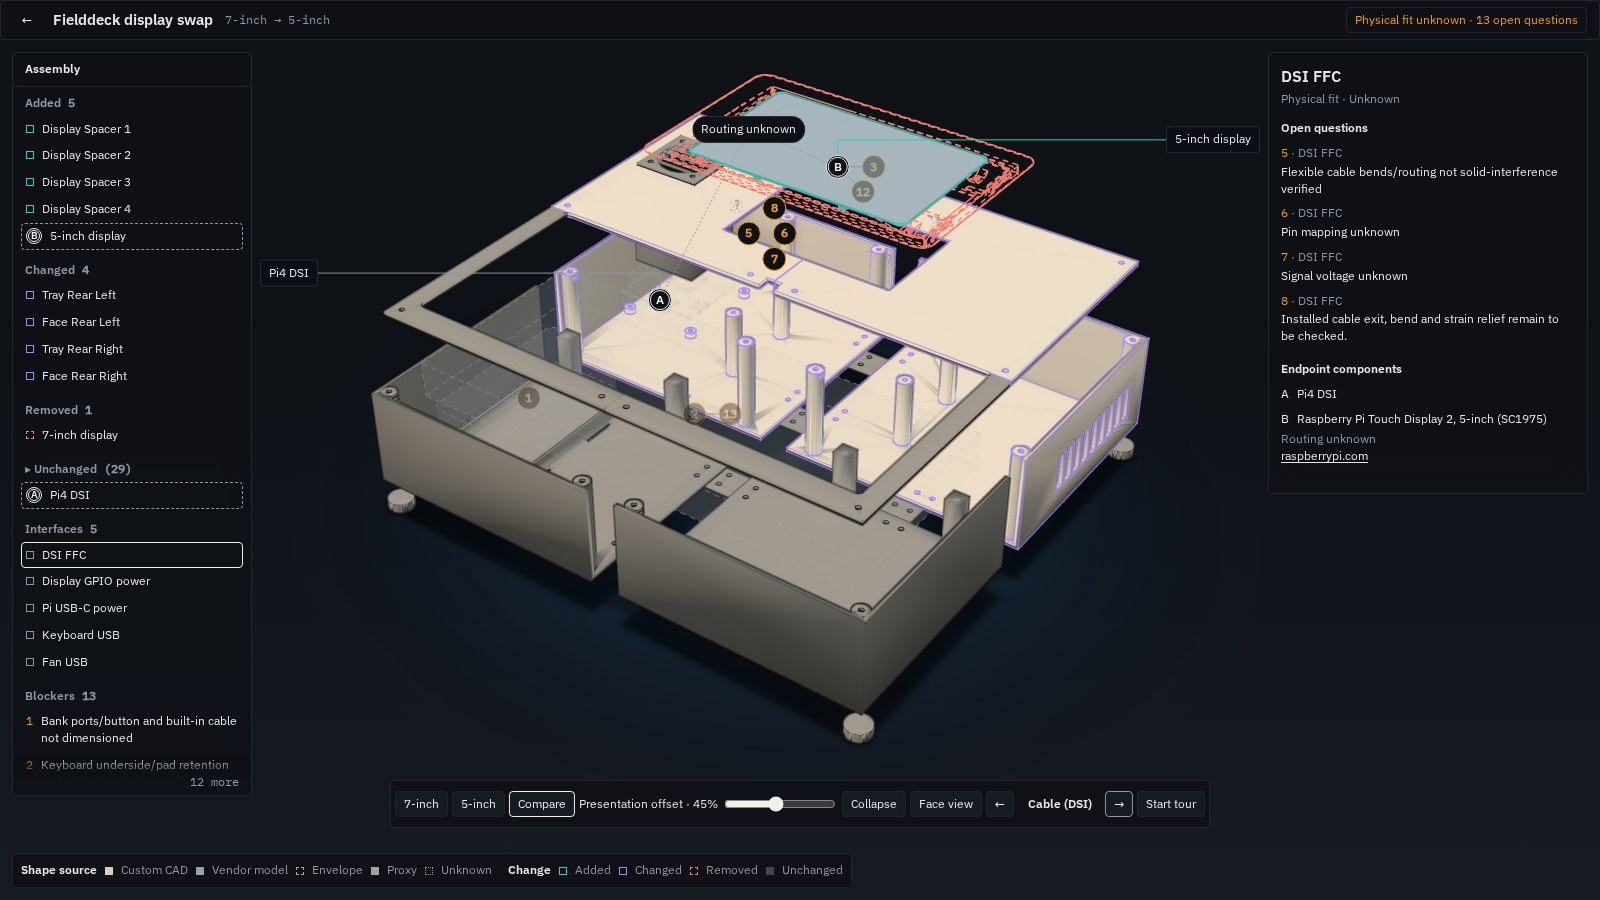 ← Fielddeck display swap 7-inch → 5-inch
Physical fit unknown · 13 open questions
Assembly
Added 5
Display Spacer 1
Display Spacer 2
Display Spacer 3
Display Spacer 4
B 5-inch display
Changed 4
Tray Rear Left
Face Rear Left
Tray Rear Right
Face Rear Right
Removed 1
7-inch display
▸ Unchanged (29)
A Pi4 DSI
Interfaces 5
DSI FFC
Display GPIO power
Pi USB-C power
Keyboard USB
Fan USB
Blockers 13
1 Bank ports/button and built-in cable
not dimensioned
2 Keyboard underside/pad retention
12 more
Routing unknown
5-inch display
B
3
12
8
5
6
7
Pi4 DSI
A
1
2
13
DSI FFC
Physical fit · Unknown
Open questions
5 · DSI FFC
Flexible cable bends/routing not solid-interference
verified
6 · DSI FFC
Pin mapping unknown
7 · DSI FFC
Signal voltage unknown
8 · DSI FFC
Installed cable exit, bend and strain relief remain to
be checked.
Endpoint components
A Pi4 DSI
B Raspberry Pi Touch Display 2, 5-inch (SC1975)
Routing unknown
raspberrypi.com
7-inch 5-inch Compare Presentation offset · 45% Collapse Face view ← Cable (DSI) → Start tour
Shape source Custom CAD Vendor model Envelope Proxy Unknown Change Added Changed Removed Unchanged